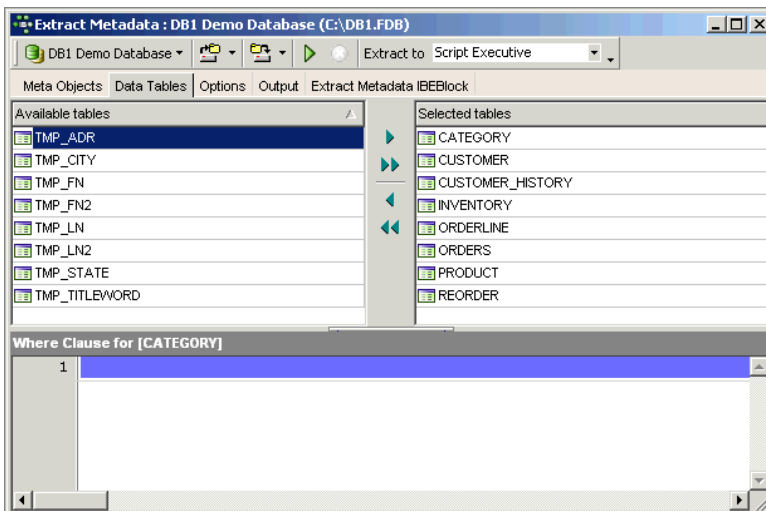 Extract Metadata : DB1 Demo Database (C:\DB1.FDB)
DB1 Demo Database Extract to Script Executive
Meta Objects Data Tables Options Output Extract Metadata IBEBlock
Available tables Selected tables
TMP_ADR CATEGORY
TMP_CITY CUSTOMER
TMP_FN CUSTOMER_HISTORY
TMP_FN2 INVENTORY
TMP_LN ORDERLINE
TMP_LN2 ORDERS
TMP_STATE PRODUCT
TMP_TITLEWORD REORDER
Where Clause for [CATEGORY]
1